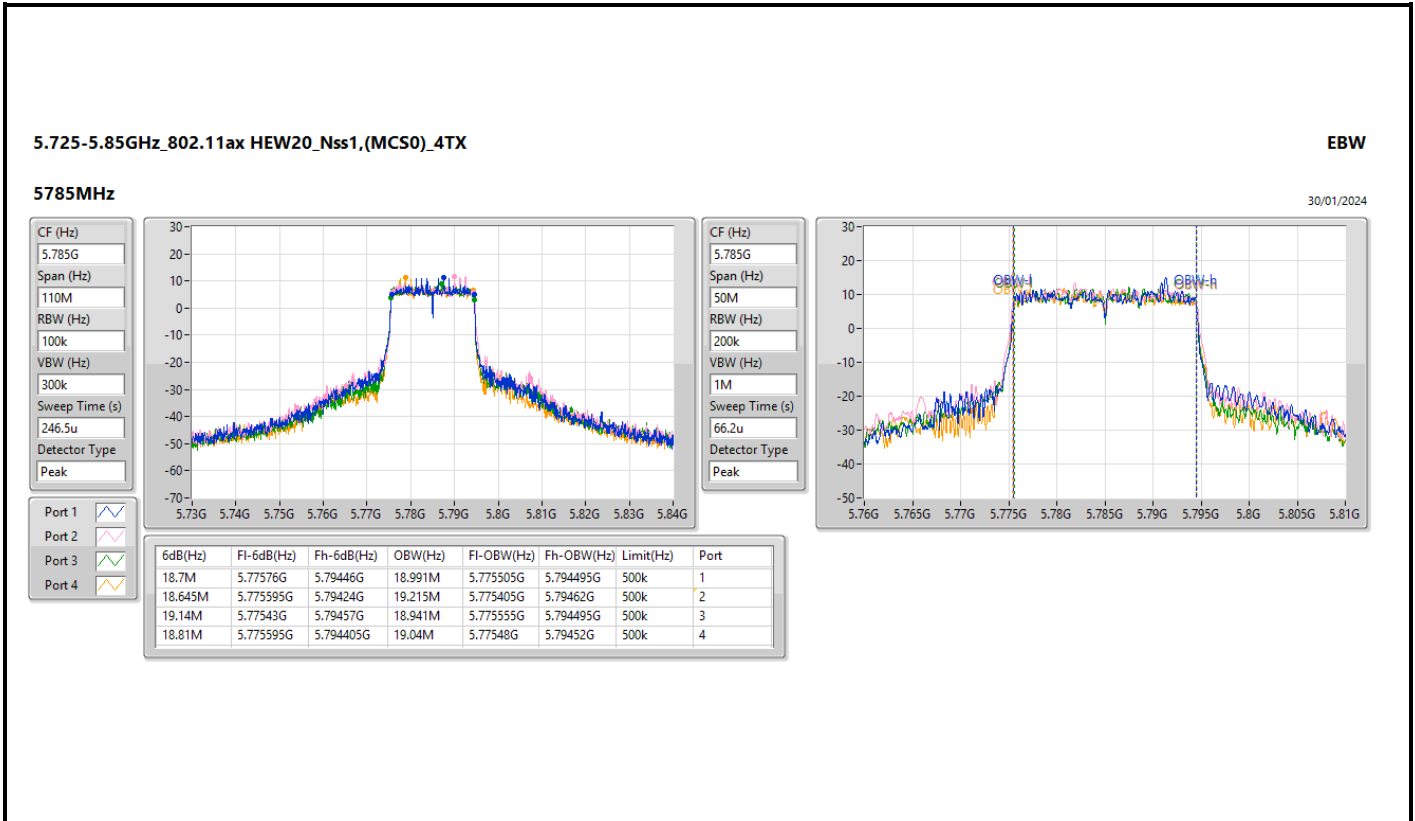 5.725-5.85GHz_802.11ax HEW20_Nss1,(MCS0)_4TX
EBW
5785MHz
30/01/2024
CF (Hz)
5.785G
Span (Hz)
110M
RBW (Hz)
100k
VBW (Hz)
300k
Sweep Time (s)
246.5u
Detector Type
Peak
30
20
10
0
-10
-20
-30
-40
-50
-60
-70
5.73G 5.74G 5.75G 5.76G 5.77G 5.78G 5.79G 5.8G 5.81G 5.82G 5.83G 5.84G
CF (Hz)
5.785G
Span (Hz)
50M
RBW (Hz)
200k
VBW (Hz)
1M
Sweep Time (s)
66.2u
Detector Type
Peak
30
20
10
0
-10
-20
-30
-40
-50
OBW-l OBW-h
5.76G 5.765G 5.77G 5.775G 5.78G 5.785G 5.79G 5.795G 5.8G 5.805G 5.81G
Port 1
Port 2
Port 3
Port 4
6dB(Hz) Fl-6dB(Hz) Fh-6dB(Hz) OBW(Hz) Fl-OBW(Hz) Fh-OBW(Hz) Limit(Hz) Port
18.7M 5.77576G 5.79446G 18.991M 5.775505G 5.794495G 500k 1
18.645M 5.775595G 5.79424G 19.215M 5.775405G 5.79462G 500k 2
19.14M 5.77543G 5.79457G 18.941M 5.775555G 5.794495G 500k 3
18.81M 5.775595G 5.794405G 19.04M 5.77548G 5.79452G 500k 4